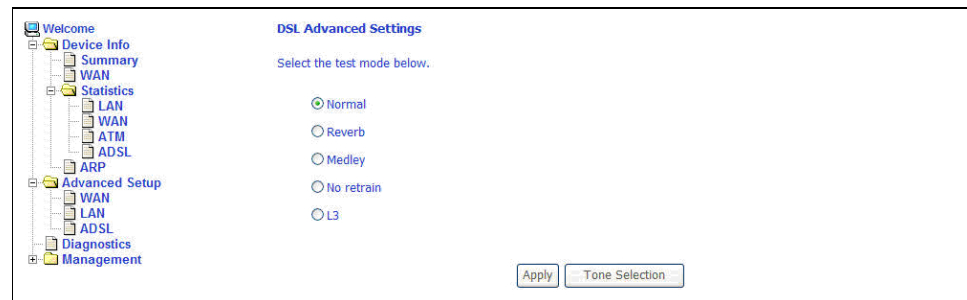 Welcome
Device Info
Summary
WAN
Statistics
LAN
WAN
ATM
ADSL
ARP
Advanced Setup
WAN
LAN
ADSL
Diagnostics
Management
DSL Advanced Settings
Select the test mode below.
Normal
Reverb
Medley
No retrain
L3
Apply
Tone Selection